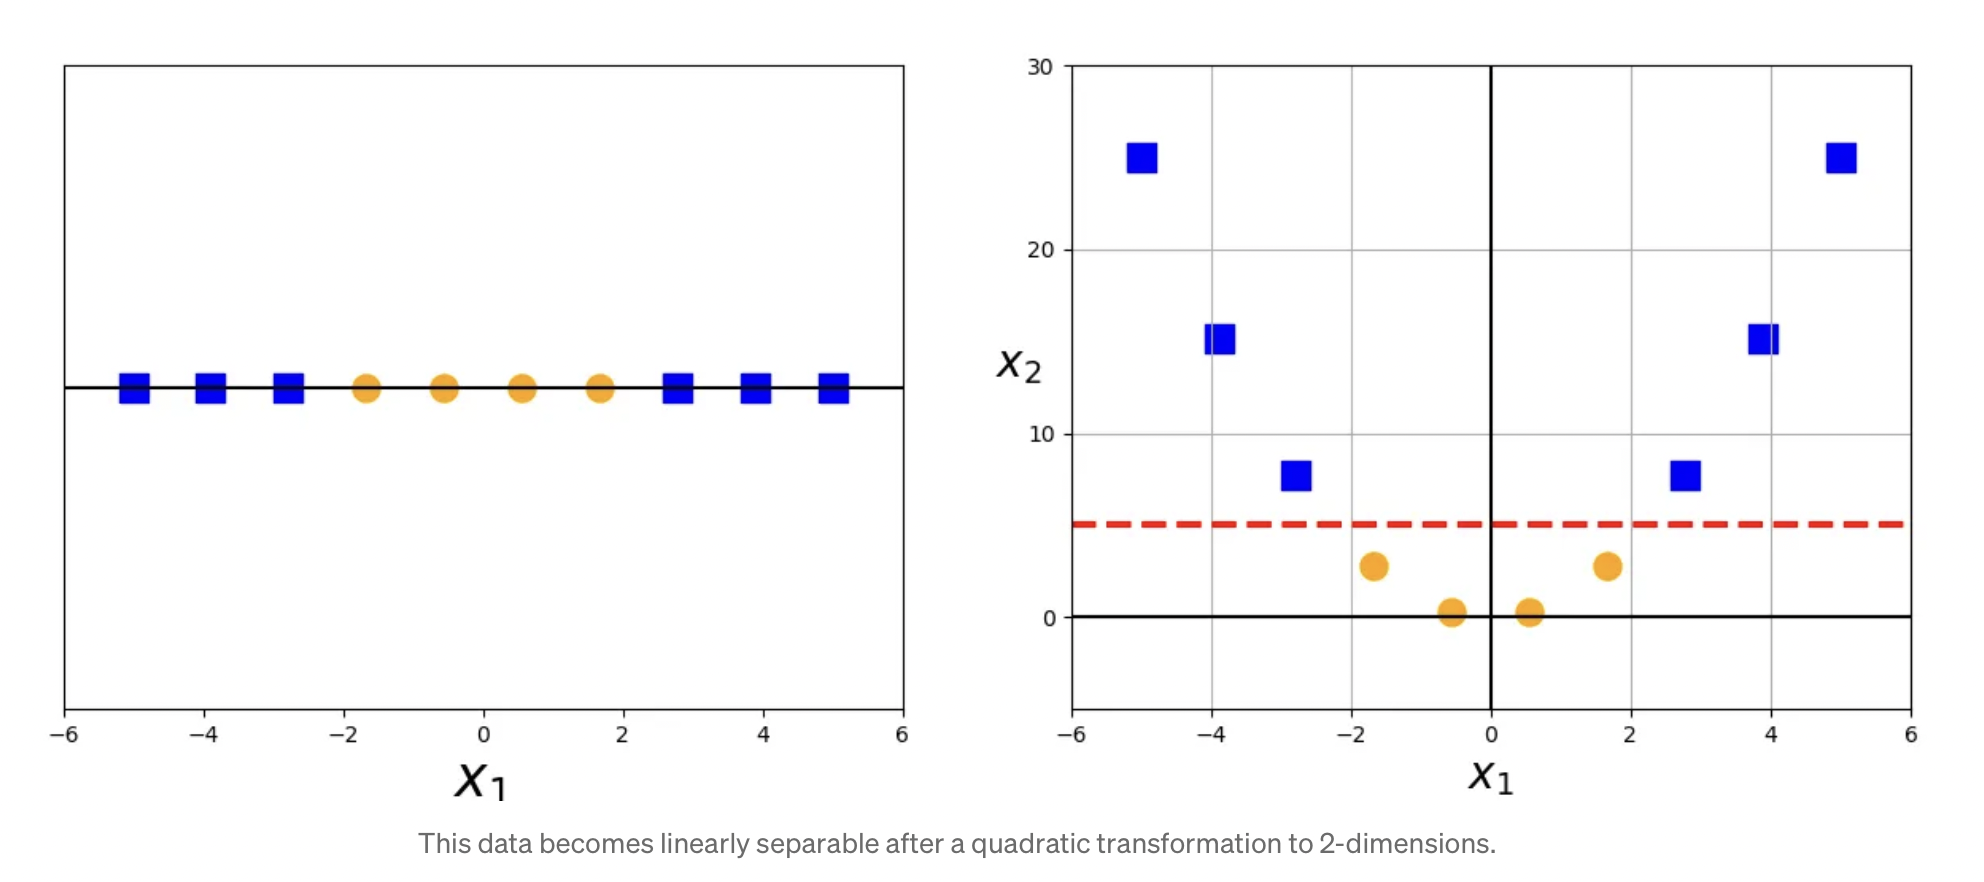 30
20
x₂
10
0
−6 −4 −2 0 2 4 6
−6 −4 −2 0 2 4 6
x₁
x₁
This data becomes linearly separable after a quadratic transformation to 2-dimensions.